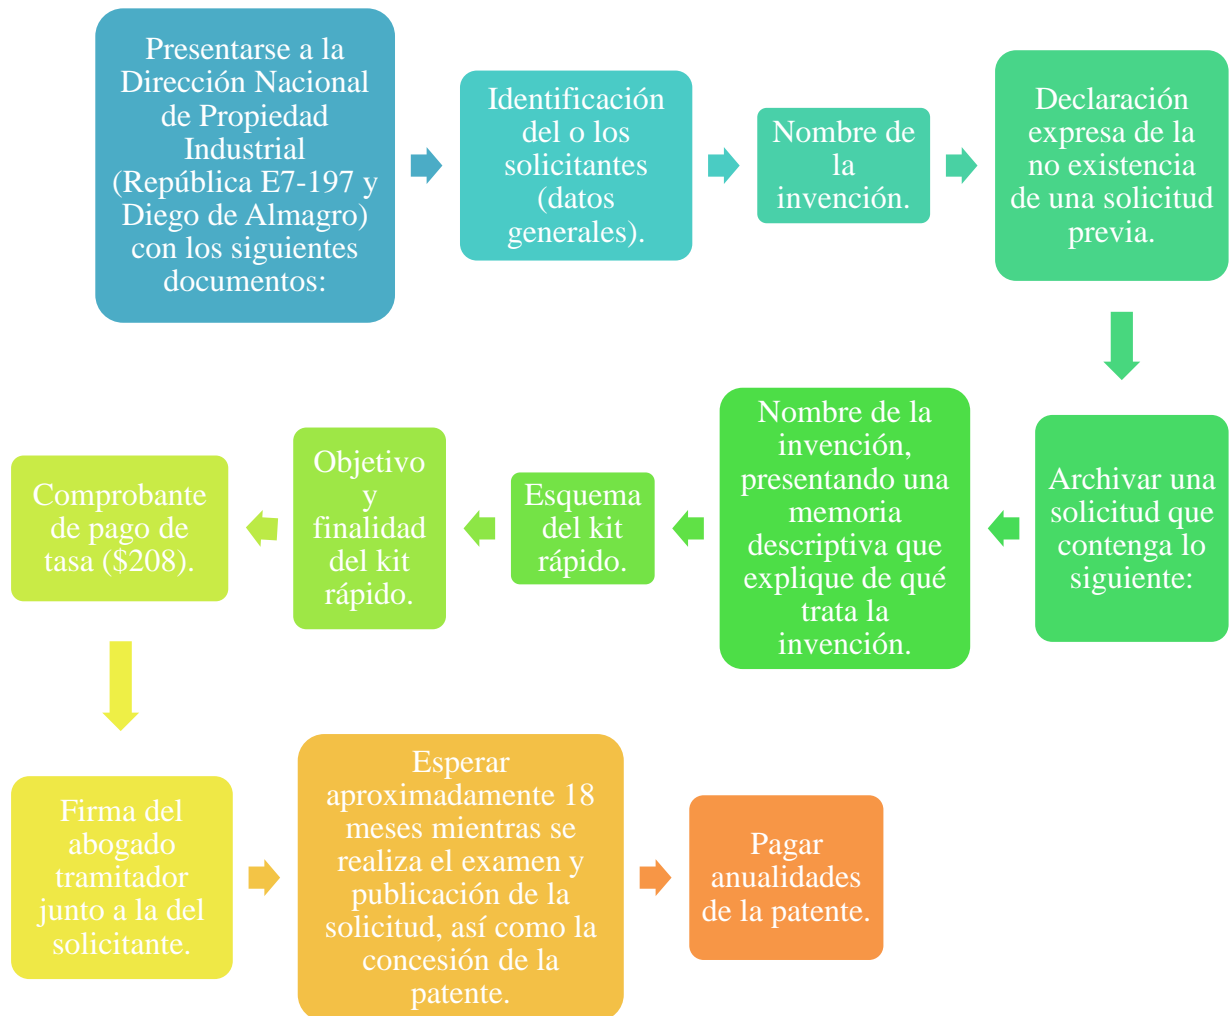 Presentarse a la
Dirección Nacional
de Propiedad
Industrial
(República E7-197 y
Diego de Almagro)
con los siguientes
documentos:
Identificación
del o los
solicitantes
(datos
generales).
Nombre de
la
invención.
Declaración
expresa de la
no existencia
de una solicitud
previa.
Archivar una
solicitud que
contenga lo
siguiente:
Nombre de la
invención,
presentando una
memoria
descriptiva que
explique de qué
trata la
invención.
Esquema
del kit
rápido.
Objetivo
y
finalidad
del kit
rápido.
Comprobante
de pago de
tasa ($208).
Firma del
abogado
tramitador
junto a la del
solicitante.
Esperar
aproximadamente 18
meses mientras se
realiza el examen y
publicación de la
solicitud, así como la
concesión de la
patente.
Pagar
anualidades
de la patente.